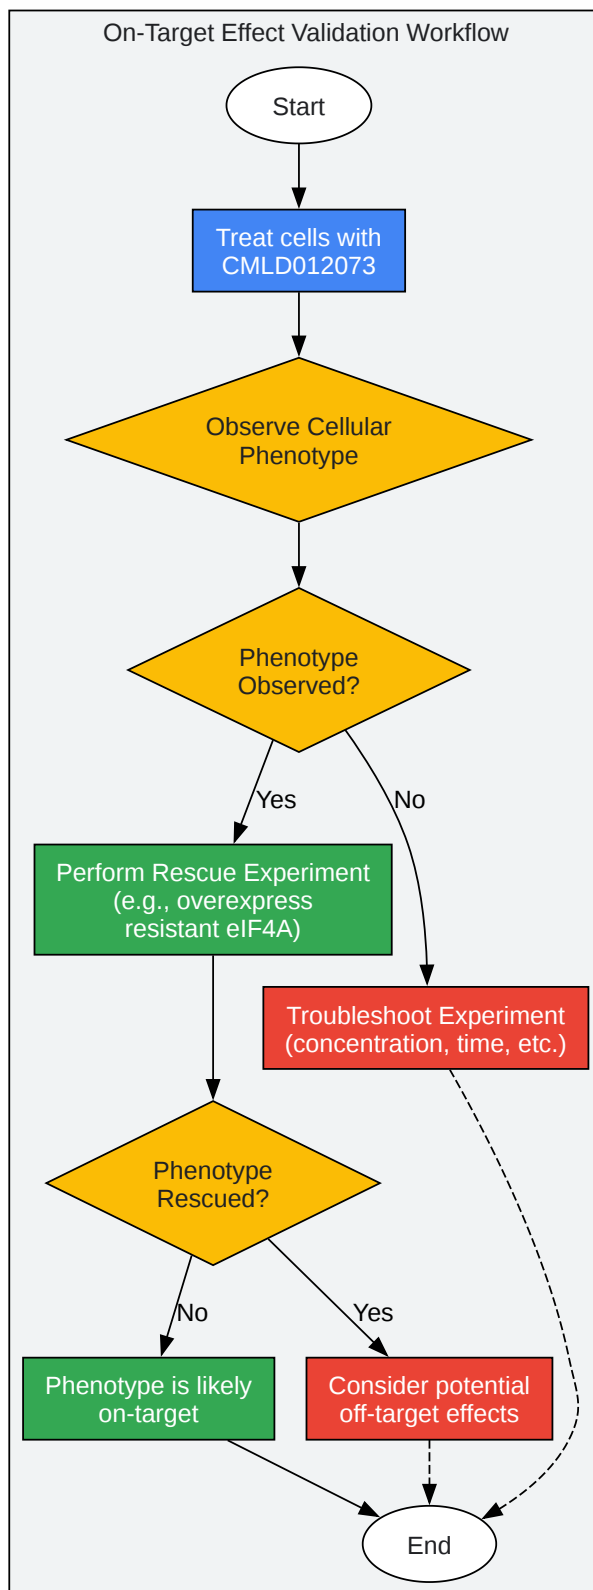 On-Target Effect Validation Workflow
Start
Treat cells with
CMLD012073
Observe Cellular
Phenotype
Phenotype
Observed?
Yes
No
Perform Rescue Experiment
(e.g., overexpress
resistant eIF4A)
Troubleshoot Experiment
(concentration, time, etc.)
Phenotype
Rescued?
No
Yes
Phenotype is likely
on-target
Consider potential
off-target effects
End